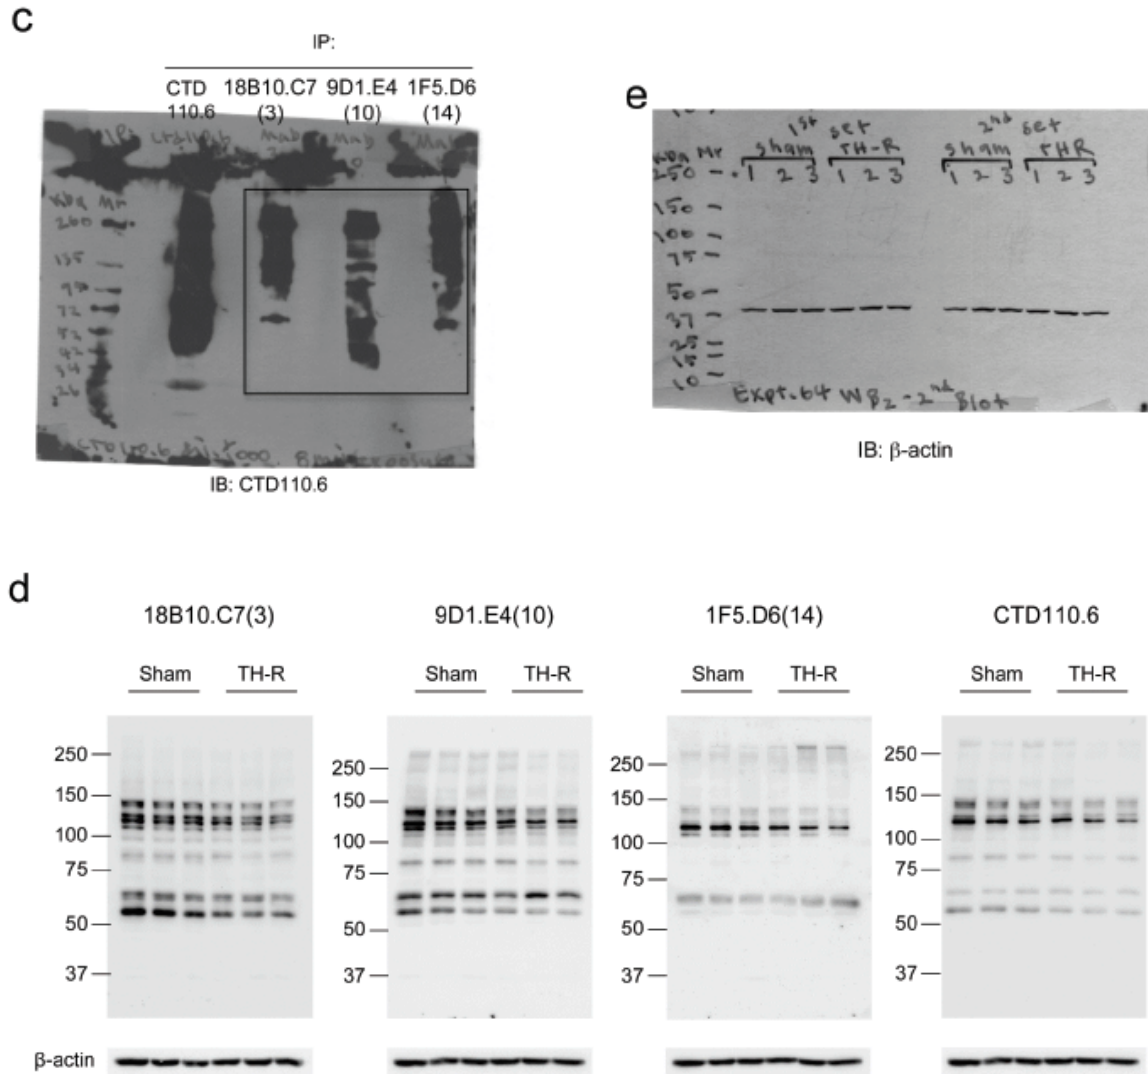 c
IP:
CTD 18B10.C7 9D1.E4 1F5.D6
110.6 (3) (10) (14)
kDa Mr
260
135
95
72
52
42
34
26
IB: CTD110.6
e
1st set 2nd set
sham TH-R sham THR
kDa Mr 1 2 3 1 2 3 1 2 3 1 2 3
250
150
100
75
50
37
25
15
10
Expt.64 WB2 - 2nd Blot
IB: β-actin
d
18B10.C7(3) 9D1.E4(10) 1F5.D6(14) CTD110.6
Sham TH-R Sham TH-R Sham TH-R Sham TH-R
250 250 250 250
150 150 150 150
100 100 100 100
75 75 75 75
50 50 50 50
37 37 37 37
β-actin